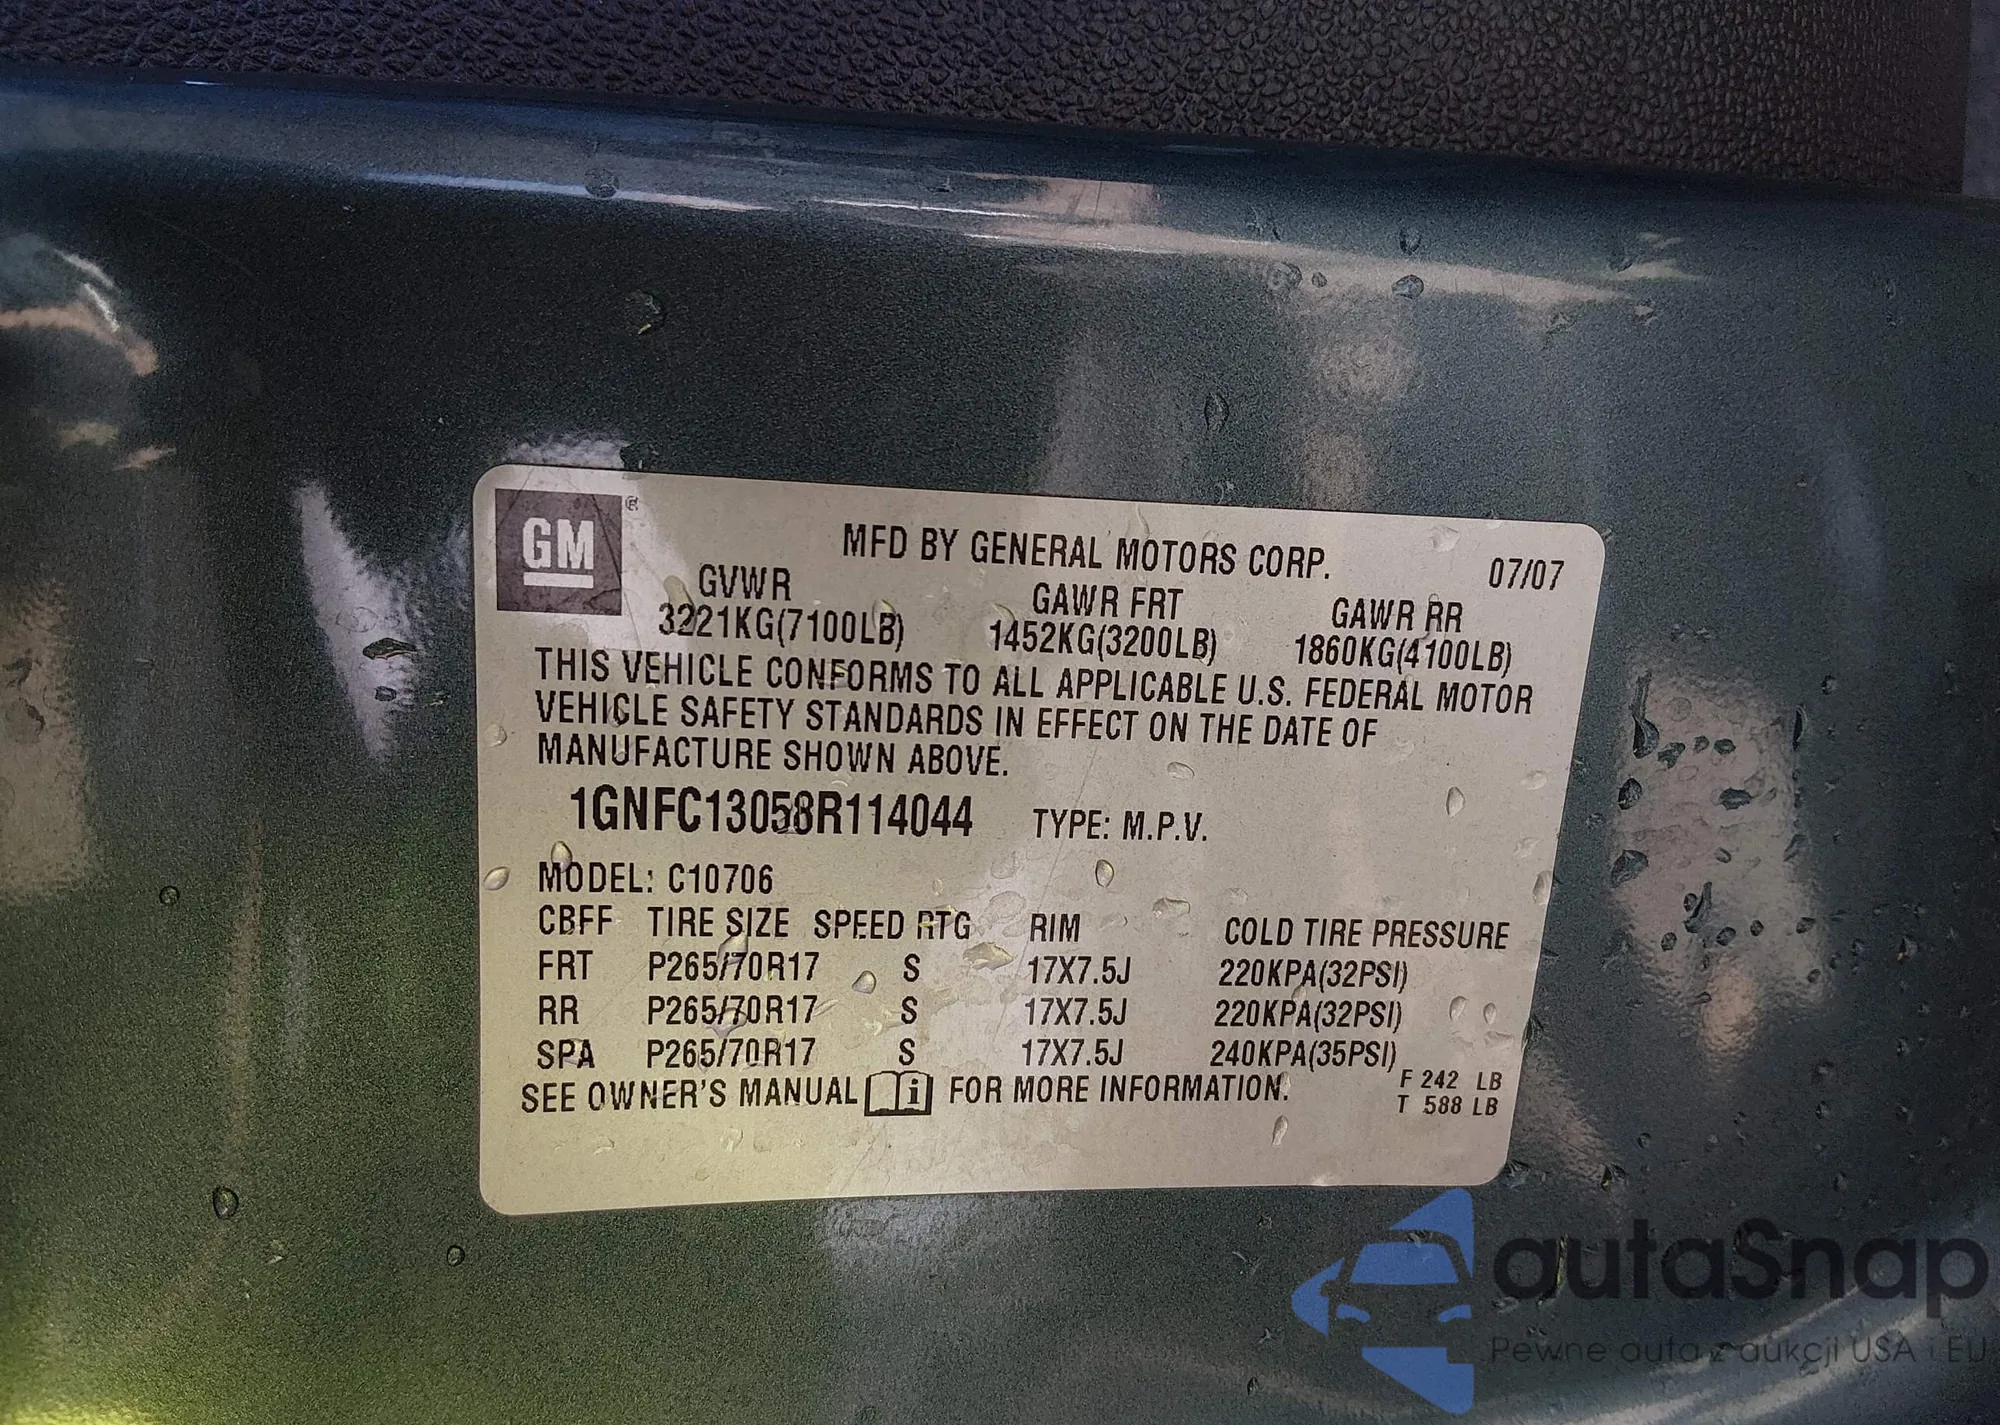 GM ®
MFD BY GENERAL MOTORS CORP. 07/07
GVWR GAWR FRT GAWR RR
3221KG(7100LB) 1452KG(3200LB) 1860KG(4100LB)
THIS VEHICLE CONFORMS TO ALL APPLICABLE U.S. FEDERAL MOTOR
VEHICLE SAFETY STANDARDS IN EFFECT ON THE DATE OF
MANUFACTURE SHOWN ABOVE.
1GNFC13058R114044 TYPE: M.P.V.
MODEL: C10706
CBFF TIRE SIZE SPEED RTG RIM COLD TIRE PRESSURE
FRT P265/70R17 S 17X7.5J 220KPA(32PSI)
RR P265/70R17 S 17X7.5J 220KPA(32PSI)
SPA P265/70R17 S 17X7.5J 240KPA(35PSI)
SEE OWNER'S MANUAL i FOR MORE INFORMATION.
F 242 LB
T 588 LB
autaSnap
Pewne auta z aukcji USA i EU